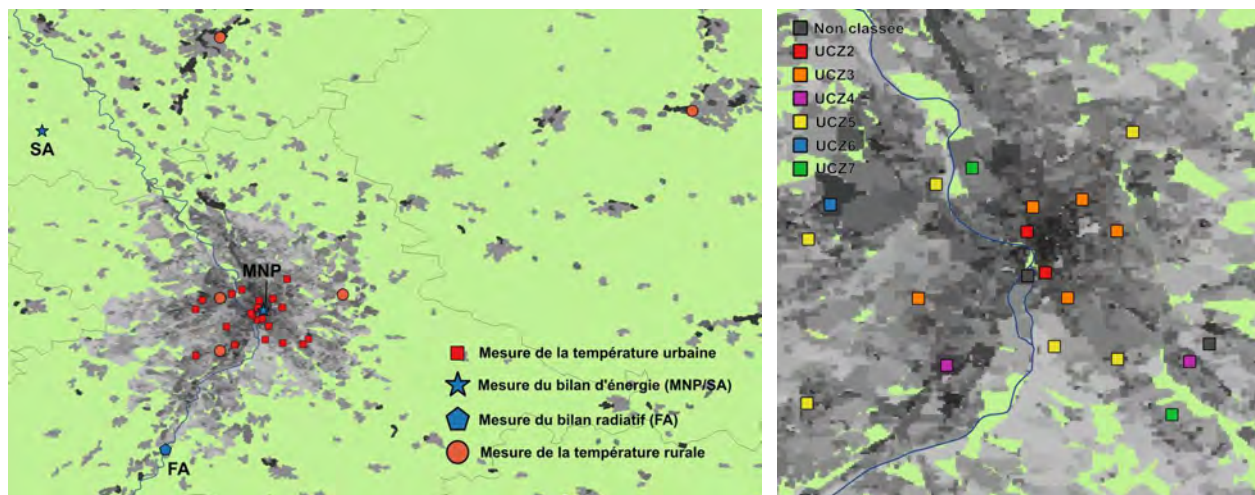 SA
MNP
FA
Mesure de la température urbaine
Mesure du bilan d'énergie (MNP/SA)
Mesure du bilan radiatif (FA)
Mesure de la température rurale
Non classee
UCZ2
UCZ3
UCZ4
UCZ5
UCZ6
UCZ7